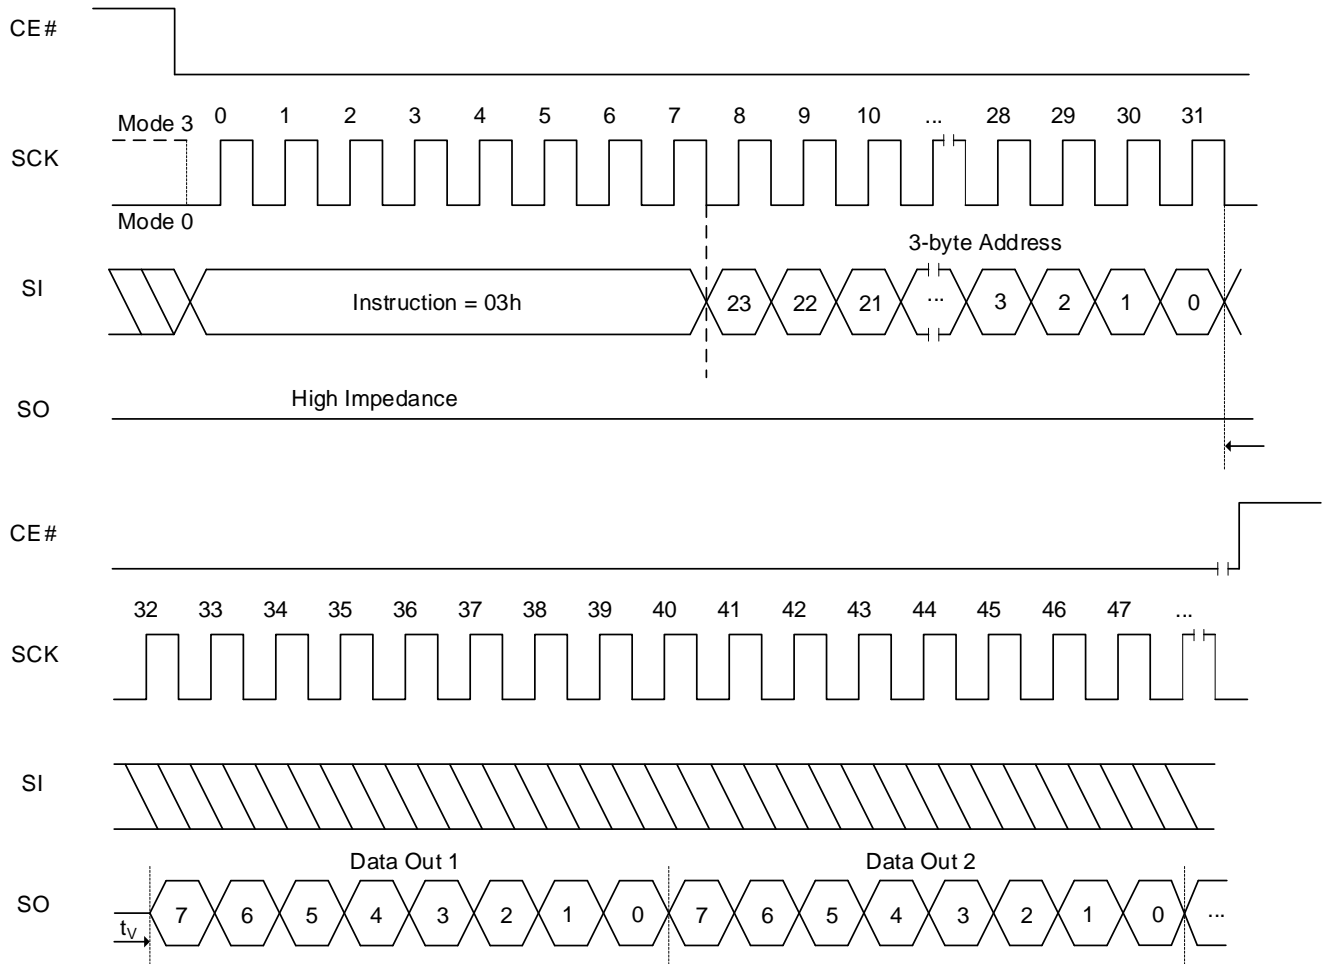 CE#
0 1 2 3 4 5 6 7 8 9 10 ... 28 29 30 31
Mode 3
SCK
Mode 0
3-byte Address
SI
Instruction = 03h 23 22 21 ... 3 2 1 0
High Impedance
SO
CE#
32 33 34 35 36 37 38 39 40 41 42 43 44 45 46 47 ...
SCK
SI
Data Out 1 Data Out 2
SO
7 6 5 4 3 2 1 0 7 6 5 4 3 2 1 0 ...
tV